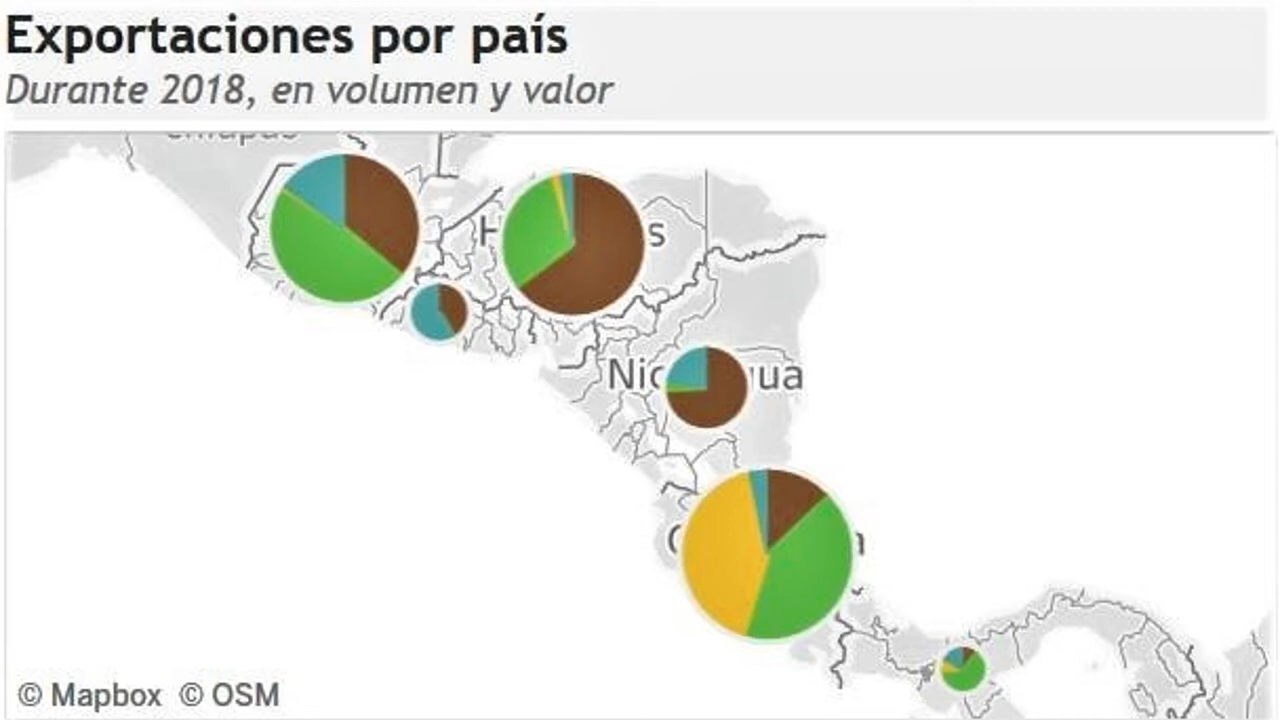 Exportaciones por país
Durante 2018, en volumen y valor
© Mapbox © OSM